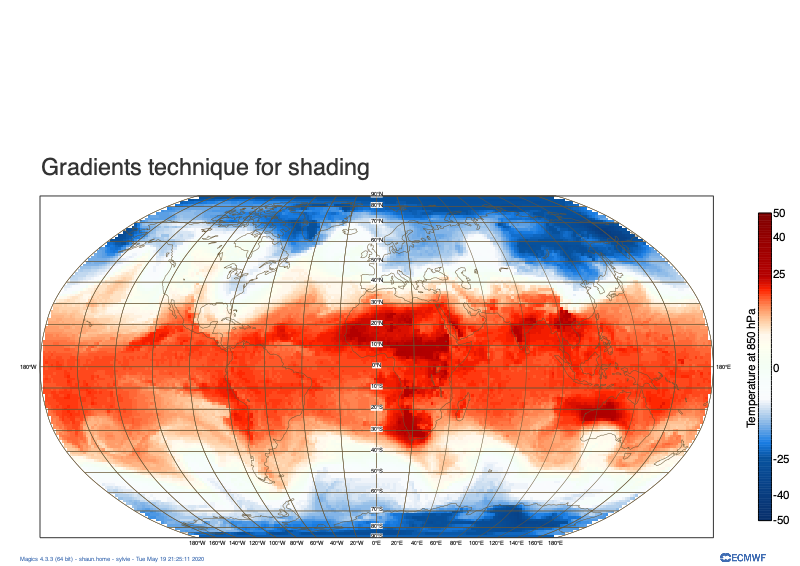 Gradients technique for shading
90°N
80°N
70°N
60°N
50°N
40°N
30°N
20°N
10°N
180°W 0°N 180°E
10°S
20°S
30°S
40°S
50°S
60°S
70°S
80°S
90°S
180°W 160°W 140°W 120°W 100°W 80°W 60°W 40°W 20°W 0°E 20°E 40°E 60°E 80°E 100°E 120°E 140°E 160°E 180°E
50
40
25
0
-25
-40
-50
Temperature at 850 hPa
Magics 4.3.3 (64 bit) - shaun.home - sylvie - Tue May 19 21:25:11 2020
ECMWF